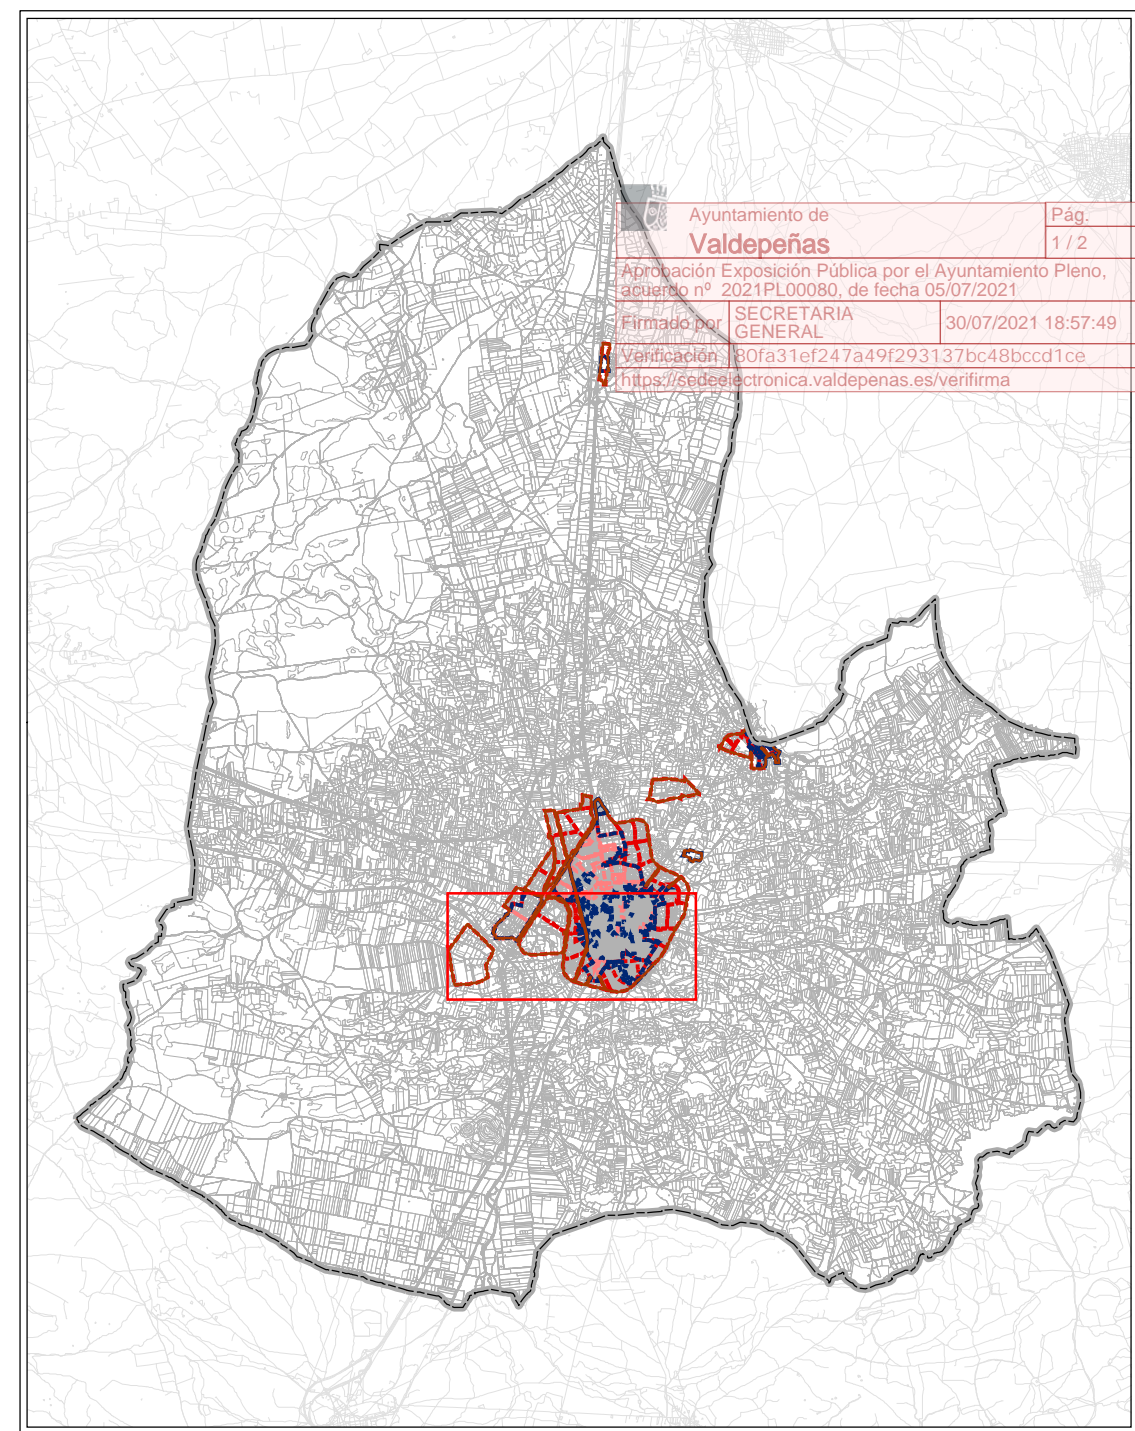 Ayuntamiento de
Pág.
Valdepeñas
1 / 2
Aprobación Exposición Pública por el Ayuntamiento Pleno,
acuerdo nº 2021PL00080, de fecha 05/07/2021
Firmado por
SECRETARIA
GENERAL
30/07/2021 18:57:49
Verificación
80fa31ef247a49f293137bc48bccd1ce
https://sedeelectronica.valdepenas.es/verifirma